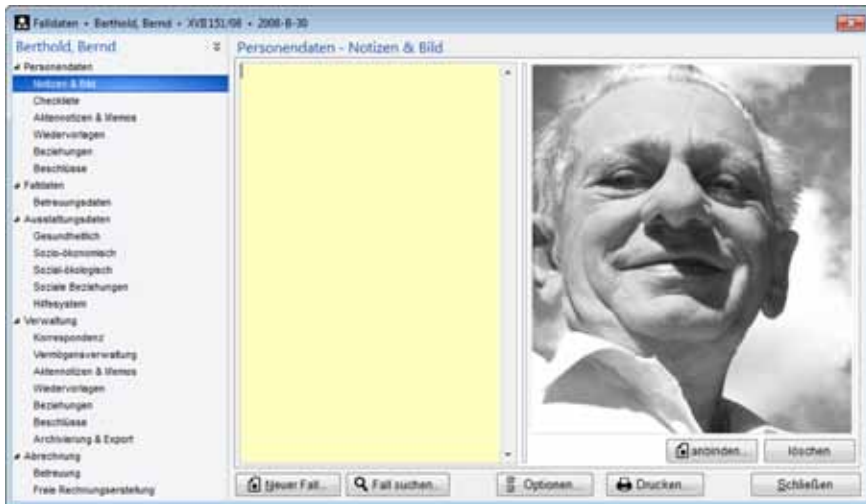 Falldaten • Berthold, Bernd • XVII 151/08 • 2008-B-30
Berthold, Bernd
Personendaten
Notizen & Bild
Checkliste
Aktennotizen & Memos
Wiedervorlagen
Beziehungen
Beschlüsse
Falldaten
Betreuungsdaten
Ausstattungsdaten
Gesundheitlich
Sozio-ökonomisch
Sozial-ökologisch
Soziale Beziehungen
Hilfesystem
Verwaltung
Korrespondenz
Vermögensverwaltung
Aktennotizen & Memos
Wiedervorlagen
Beziehungen
Beschlüsse
Archivierung & Export
Abrechnung
Betreuung
Freie Rechnungserstellung
Personendaten - Notizen & Bild
anbinden...
löschen
Neuer Fall...
Fall suchen...
Optionen...
Drucken...
Schließen